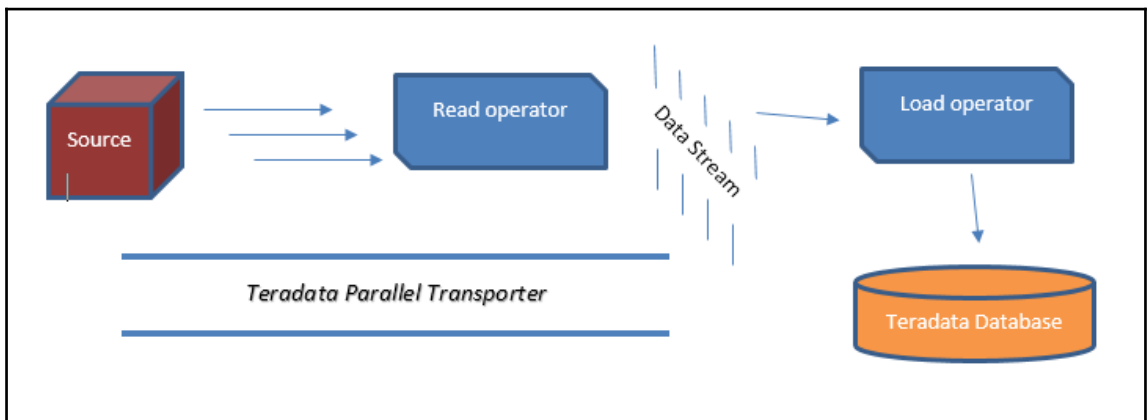 Source
Read operator
Data Stream
Load operator
Teradata Parallel Transporter
Teradata Database